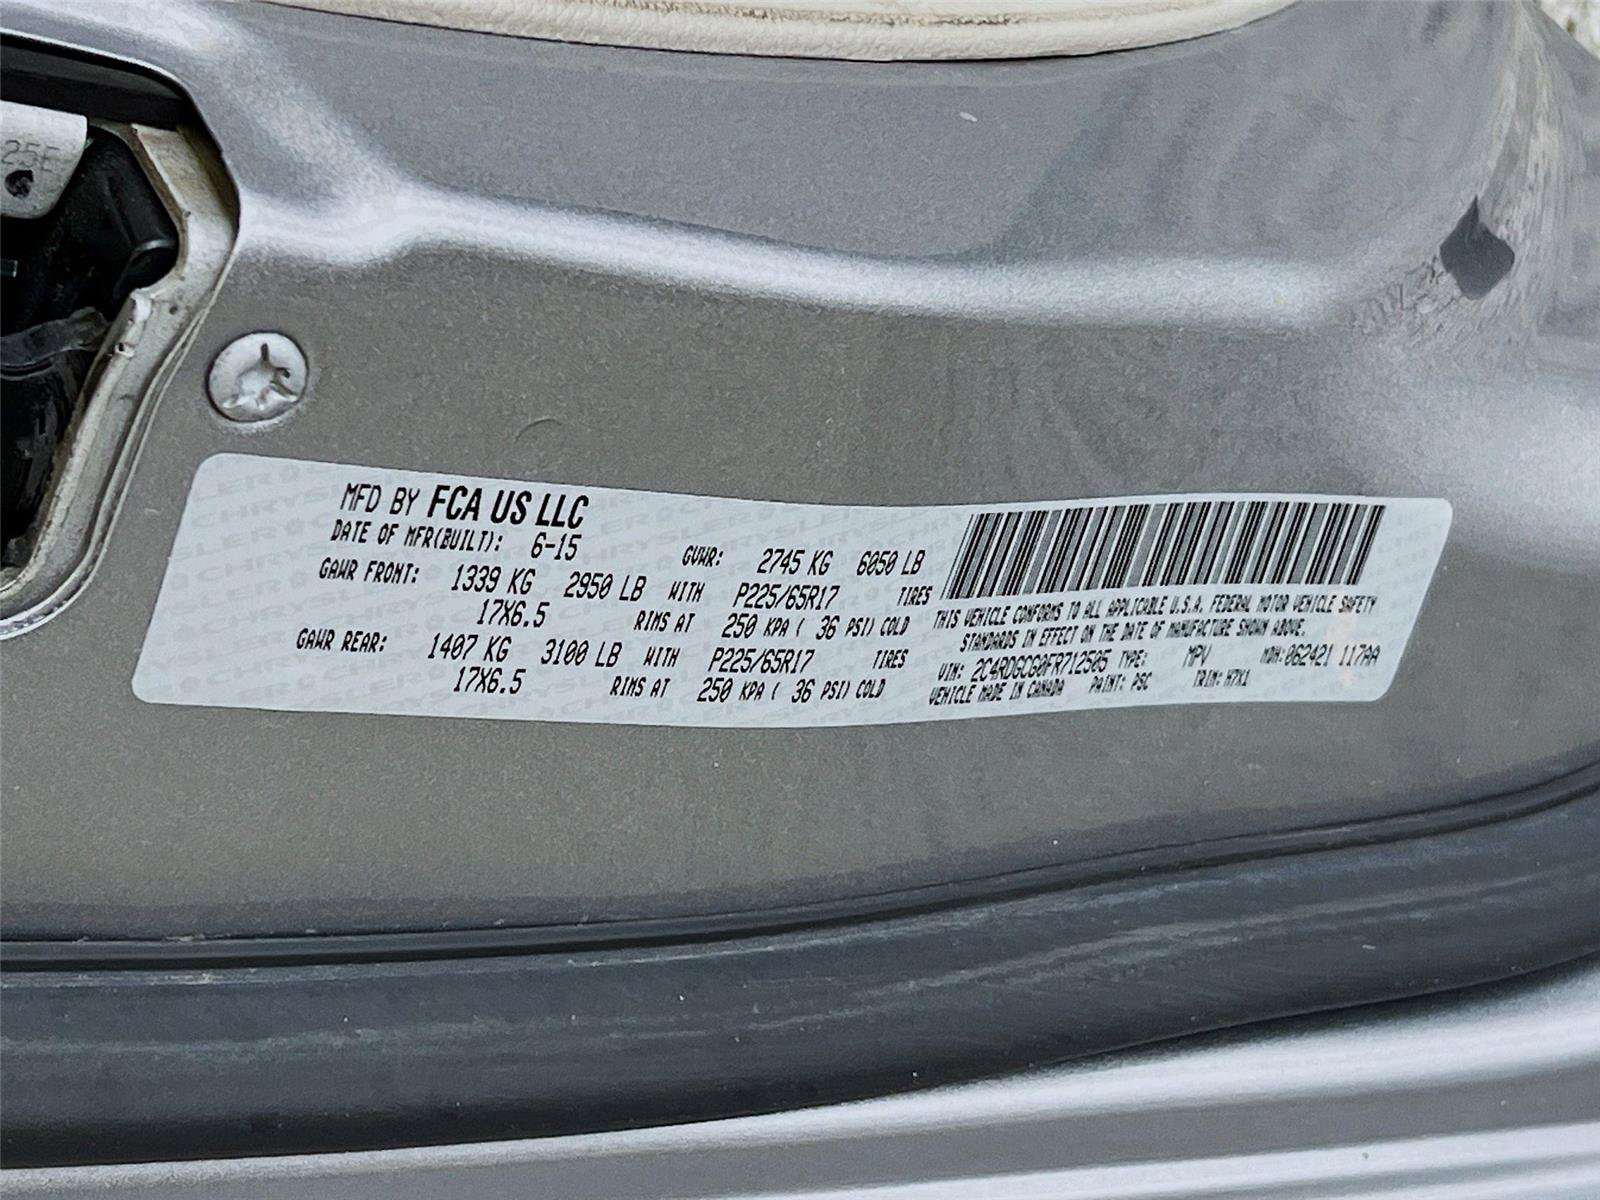 25E
MFD BY FCA US LLC
DATE OF MFR(BUILT): 6-15 GVWR: 2745 KG 6050 LB
GAWR FRONT: 1339 KG 2950 LB WITH P225/65R17 TIRES
17X6.5 RIMS AT 250 KPA ( 36 PSI) COLD
GAWR REAR: 1407 KG 3100 LB WITH P225/65R17 TIRES
17X6.5 RIMS AT 250 KPA ( 36 PSI) COLD
THIS VEHICLE CONFORMS TO ALL APPLICABLE U.S.A. FEDERAL MOTOR VEHICLE SAFETY
STANDARDS IN EFFECT ON THE DATE OF MANUFACTURE SHOWN ABOVE.
VIN: 2C4RDGCG0FR712505 TYPE: MPV MDH: 062421 117AA
VEHICLE MADE IN CANADA PAINT: PSC TRIM: H7X1